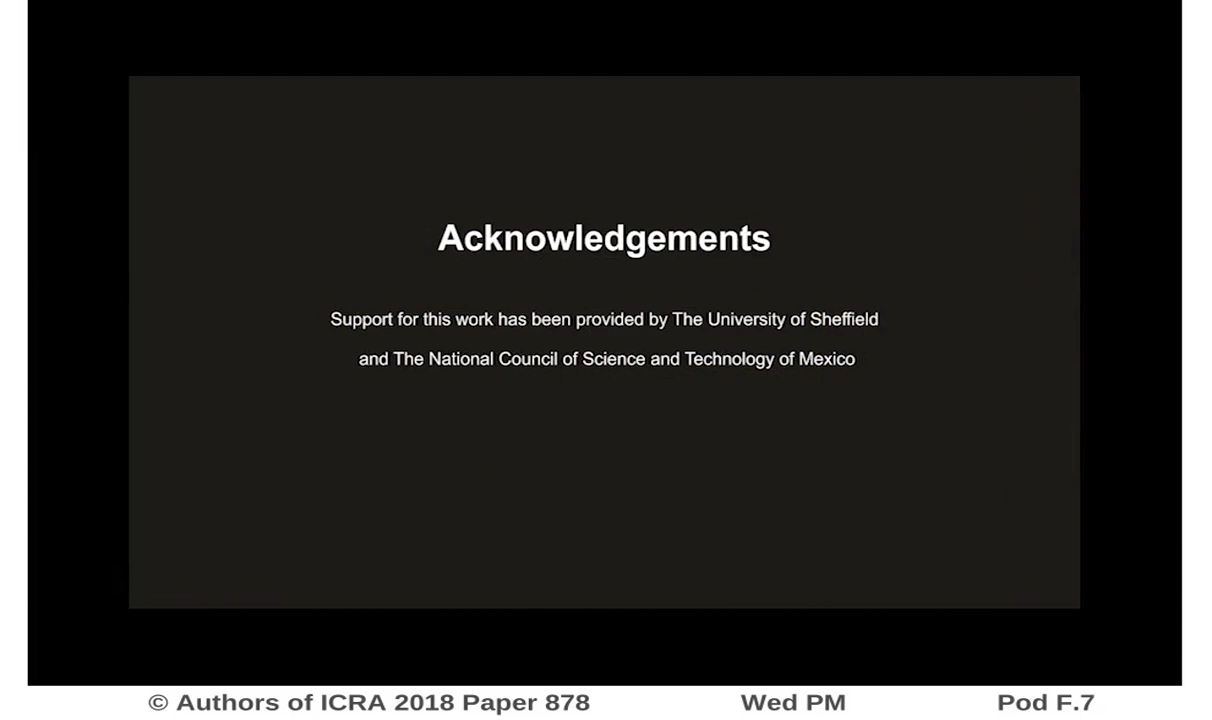 Acknowledgements
Support for this work has been provided by The University of Sheffield
and The National Council of Science and Technology of Mexico
© Authors of ICRA 2018 Paper 878 Wed PM Pod F.7